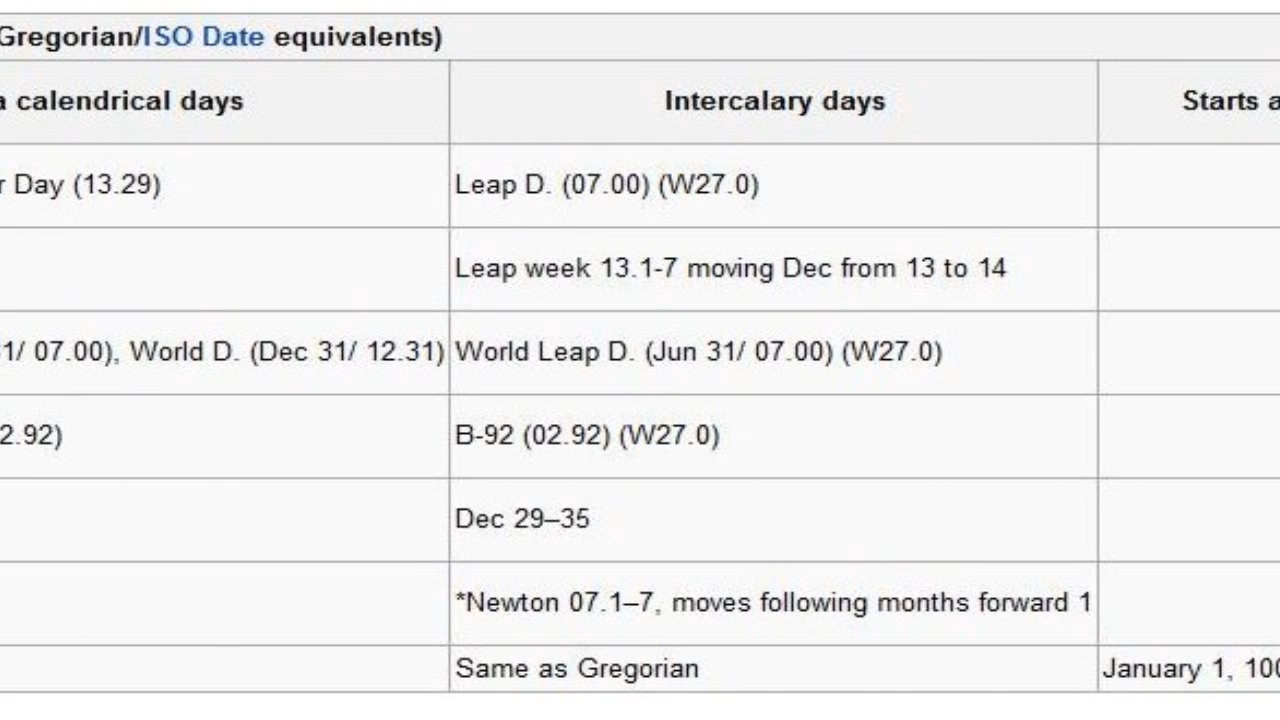 Gregorian/ISO Date equivalents)
calendrical days Intercalary days Starts
Day (13.29) Leap D. (07.00) (W27.0)
Leap week 13.1-7 moving Dec from 13 to 14
1/ 07.00), World D. (Dec 31/ 12.31) World Leap D. (Jun 31/ 07.00) (W27.0)
2.92) B-92 (02.92) (W27.0)
Dec 29–35
*Newton 07.1–7, moves following months forward 1
Same as Gregorian January 1, 100